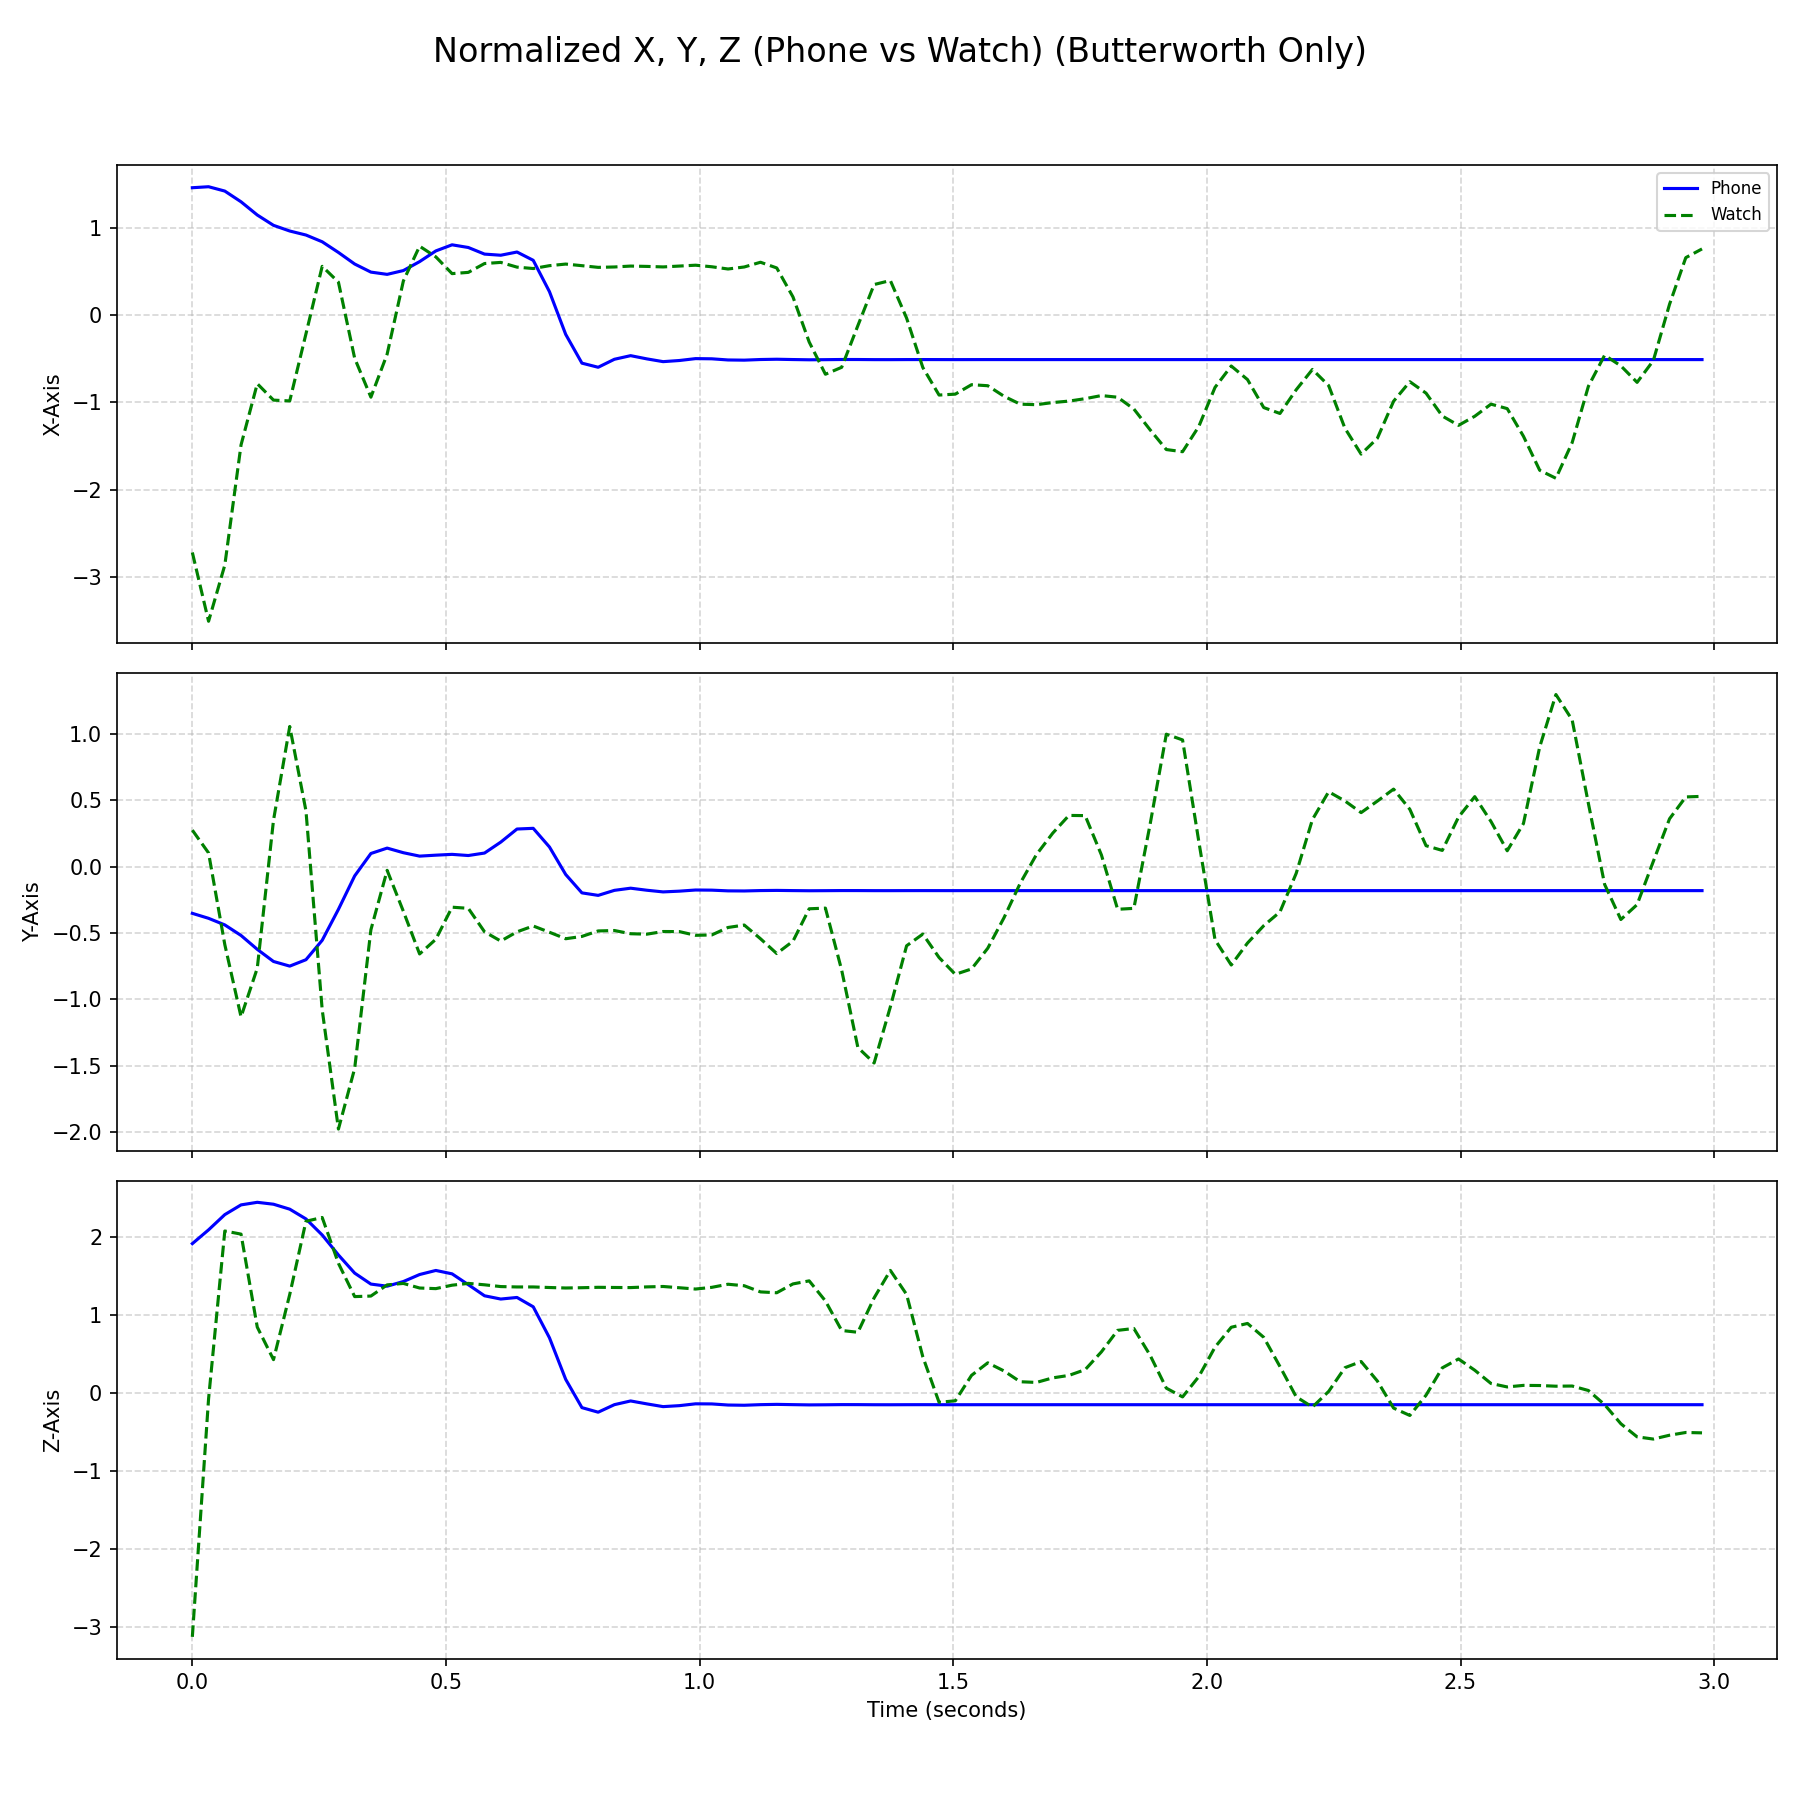 Normalized X, Y, Z (Phone vs Watch) (Butterworth Only)
Phone
Watch
1
0
−1
−2
−3
X-Axis
1.0
0.5
0.0
−0.5
−1.0
−1.5
−2.0
Y-Axis
2
1
0
−1
−2
−3
Z-Axis
0.0 0.5 1.0 1.5 2.0 2.5 3.0
Time (seconds)